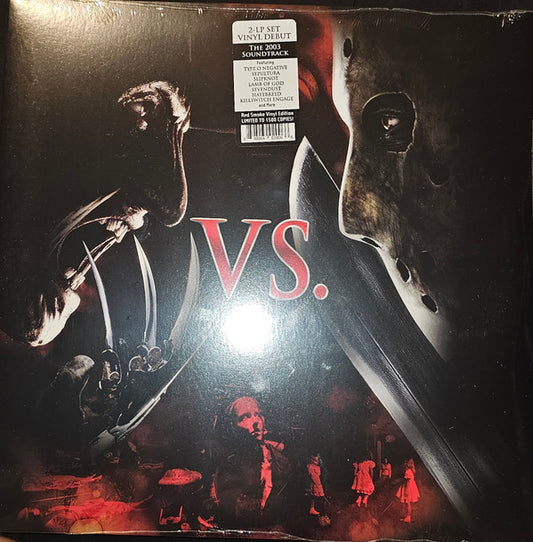 2-LP SET
VINYL DEBUT
THE 2003
SOUNDTRACK
Featuring
TYPE O NEGATIVE
SEPULTURA
SLIPKNOT
LAMB OF GOD
SEVENDUST
HATEBREED
KILLSWITCH ENGAGE
and More
Red Smoke Vinyl Edition
LIMITED TO 1500 COPIES!
VS.